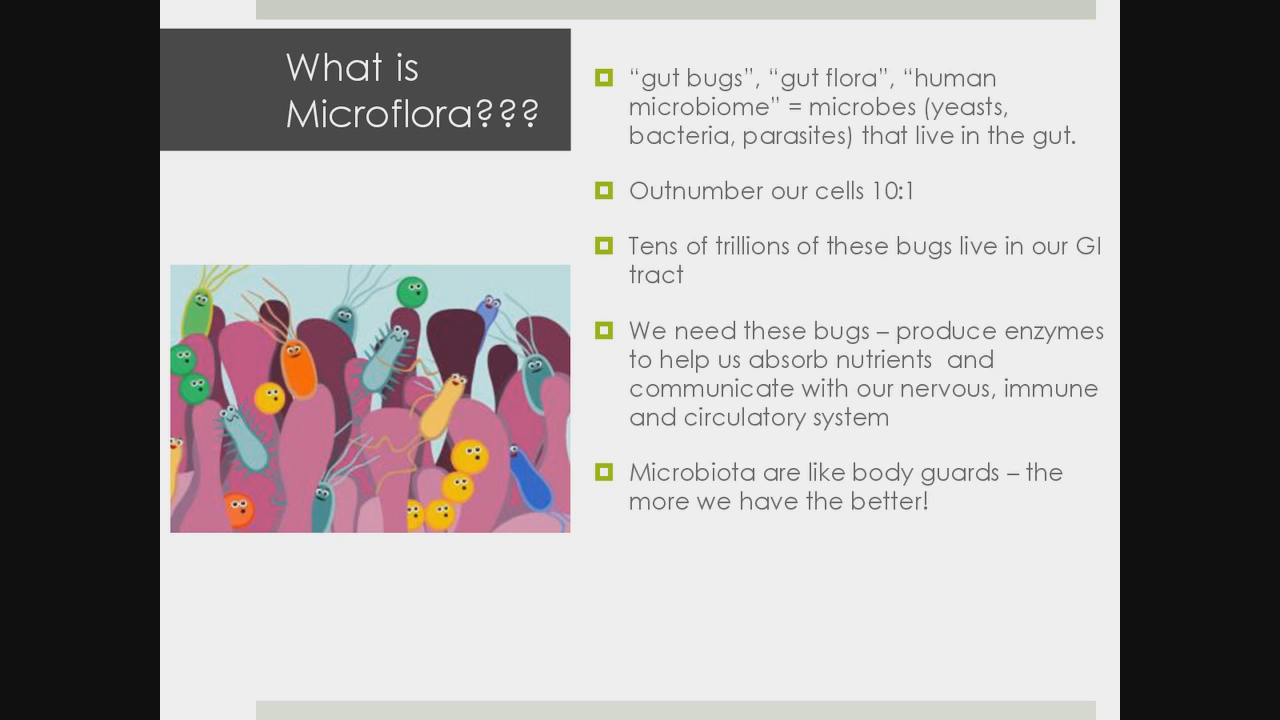 What is
Microflora???
“gut bugs”, “gut flora”, “human
microbiome” = microbes (yeasts,
bacteria, parasites) that live in the gut.
Outnumber our cells 10:1
Tens of trillions of these bugs live in our GI
tract
We need these bugs – produce enzymes
to help us absorb nutrients  and
communicate with our nervous, immune
and circulatory system
Microbiota are like body guards – the
more we have the better!